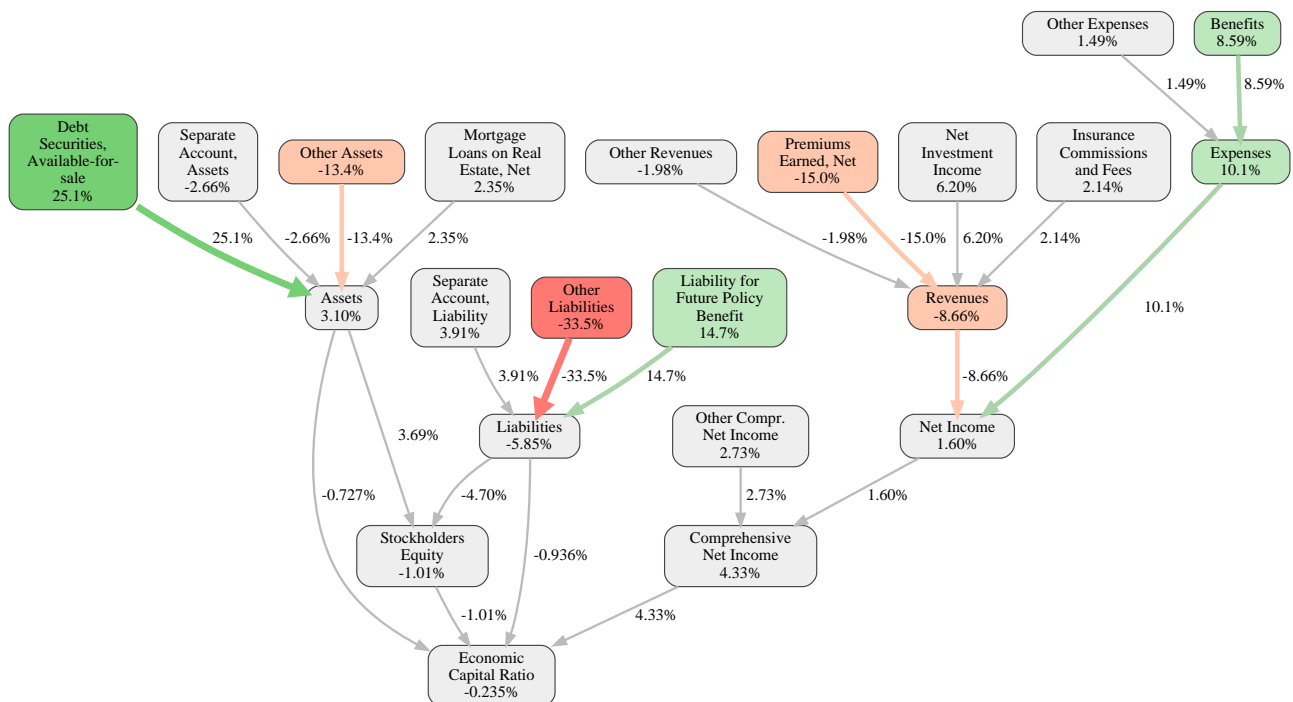 Other Expenses
1.49%
Benefits
8.59%
1.49%
8.59%
Debt
Securities,
Available-for-
sale
25.1%
Separate
Account,
Assets
-2.66%
Other Assets
-13.4%
Mortgage
Loans on Real
Estate, Net
2.35%
Other Revenues
-1.98%
Premiums
Earned, Net
-15.0%
Net
Investment
Income
6.20%
Insurance
Commissions
and Fees
2.14%
Expenses
10.1%
25.1%
-2.66%
-13.4%
2.35%
-1.98%
-15.0%
6.20%
2.14%
10.1%
Assets
3.10%
Separate
Account,
Liability
3.91%
Other
Liabilities
-33.5%
Liability for
Future Policy
Benefit
14.7%
Revenues
-8.66%
3.91%
-33.5%
14.7%
-8.66%
3.69%
Liabilities
-5.85%
Other Compr.
Net Income
2.73%
Net Income
1.60%
-0.727%
-4.70%
2.73%
1.60%
Stockholders
Equity
-1.01%
-0.936%
Comprehensive
Net Income
4.33%
-1.01%
4.33%
Economic
Capital Ratio
-0.235%